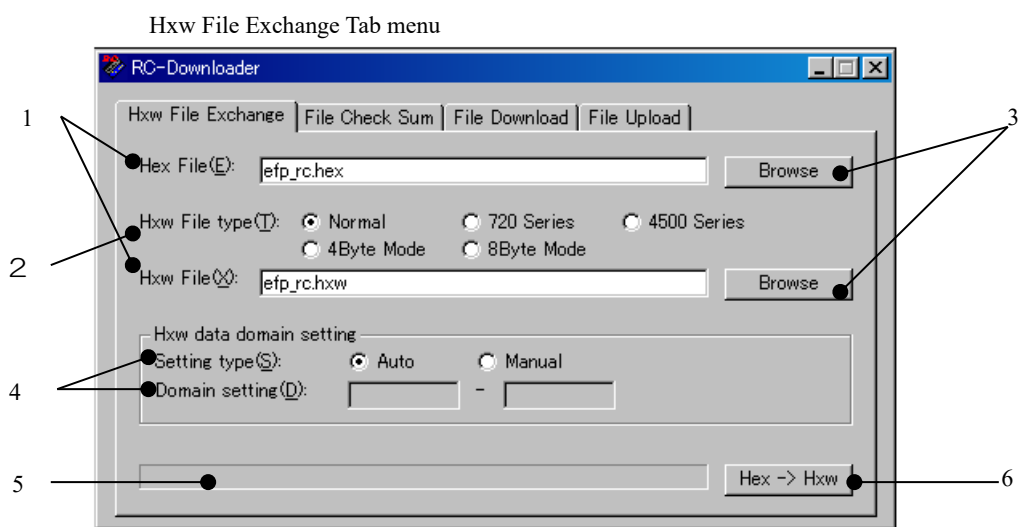 Hxw File Exchange Tab menu
RC-Downloader
Hxw File Exchange File Check Sum File Download File Upload
1 3
Hex File(E): efp_rc.hex Browse
Hxw File type(T): Normal 720 Series 4500 Series
2 4Byte Mode 8Byte Mode
Hxw File(X): efp_rc.hxw Browse
Hxw data domain setting
Setting type(S): Auto Manual
4 Domain setting(D): -
5 Hex -> Hxw 6